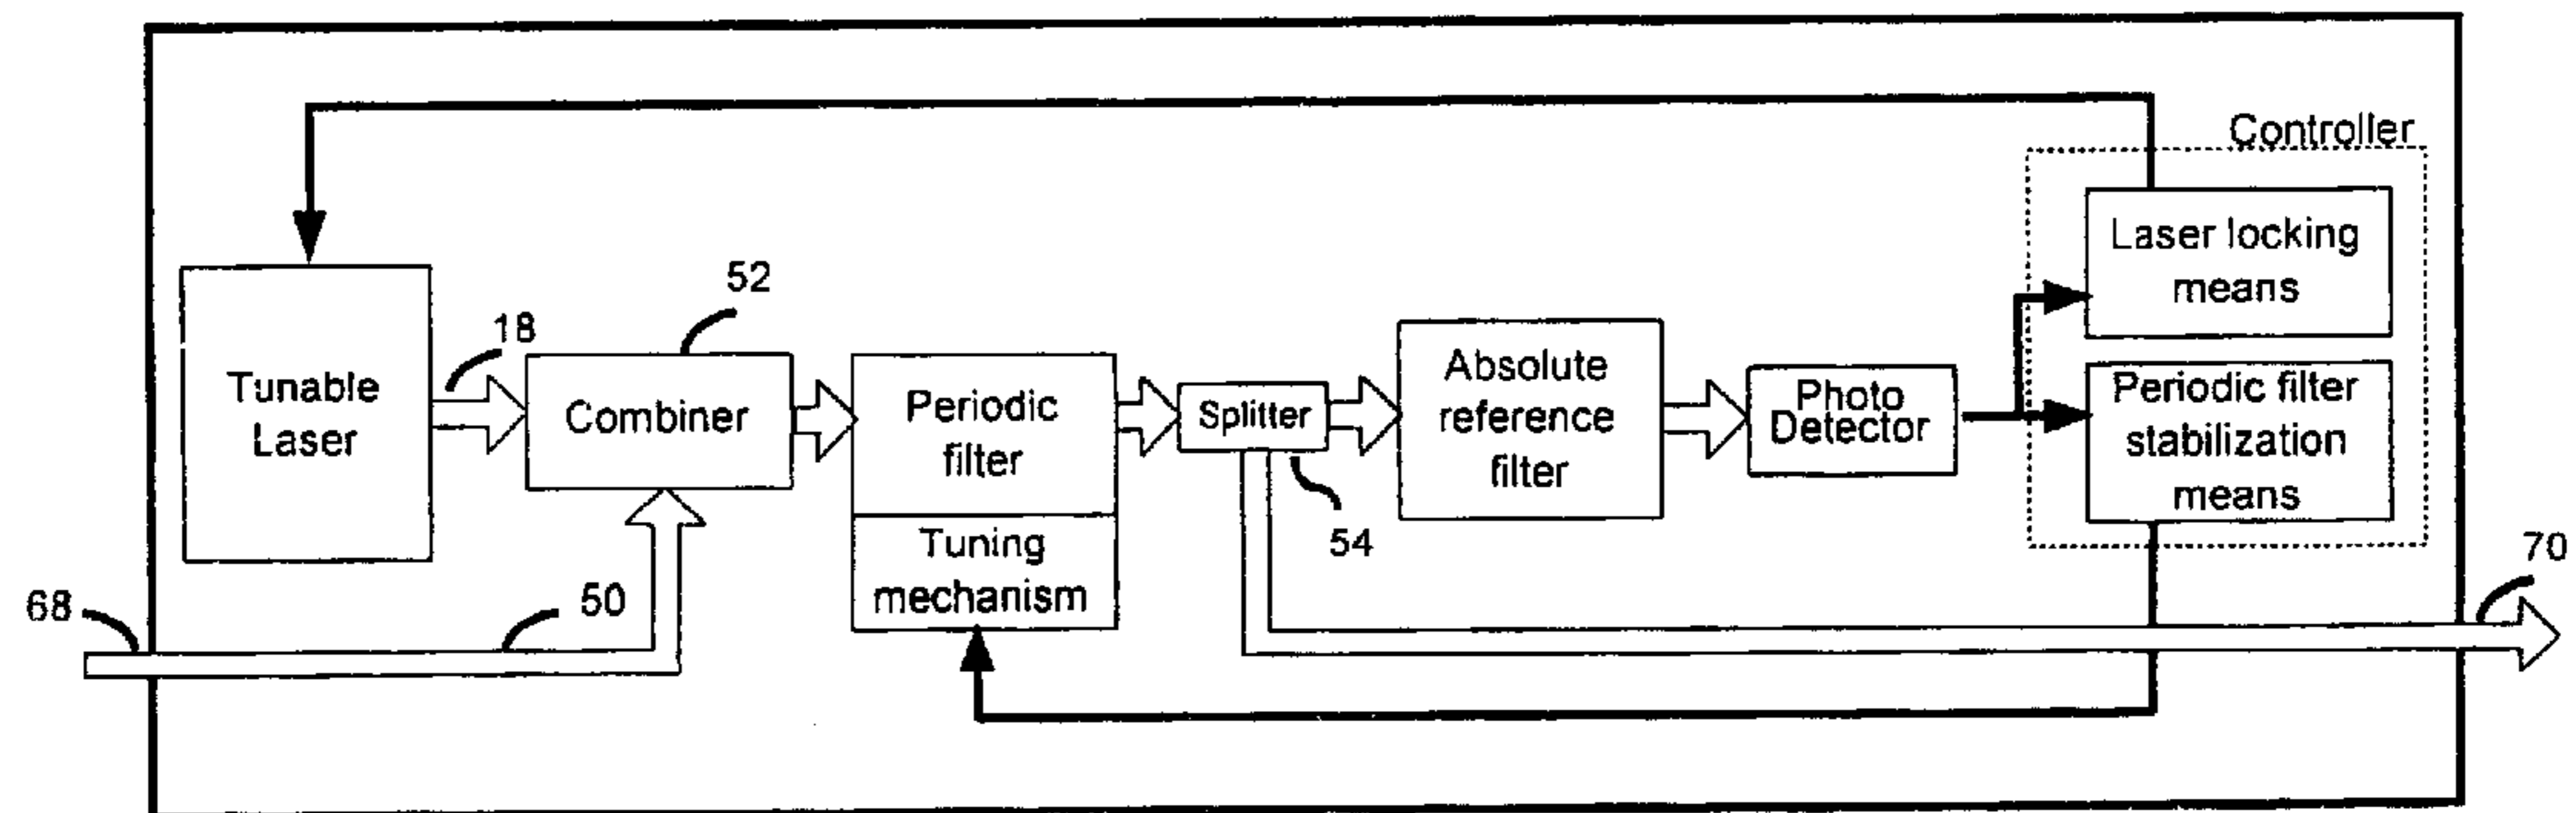 Controller
Laser locking
means
52
18
Tunable
Laser
Combiner
Periodic
filter
Tuning
mechanism
Splitter
54
Absolute
reference
filter
Photo
Detector
Periodic filter
stabilization
means
68
50
70